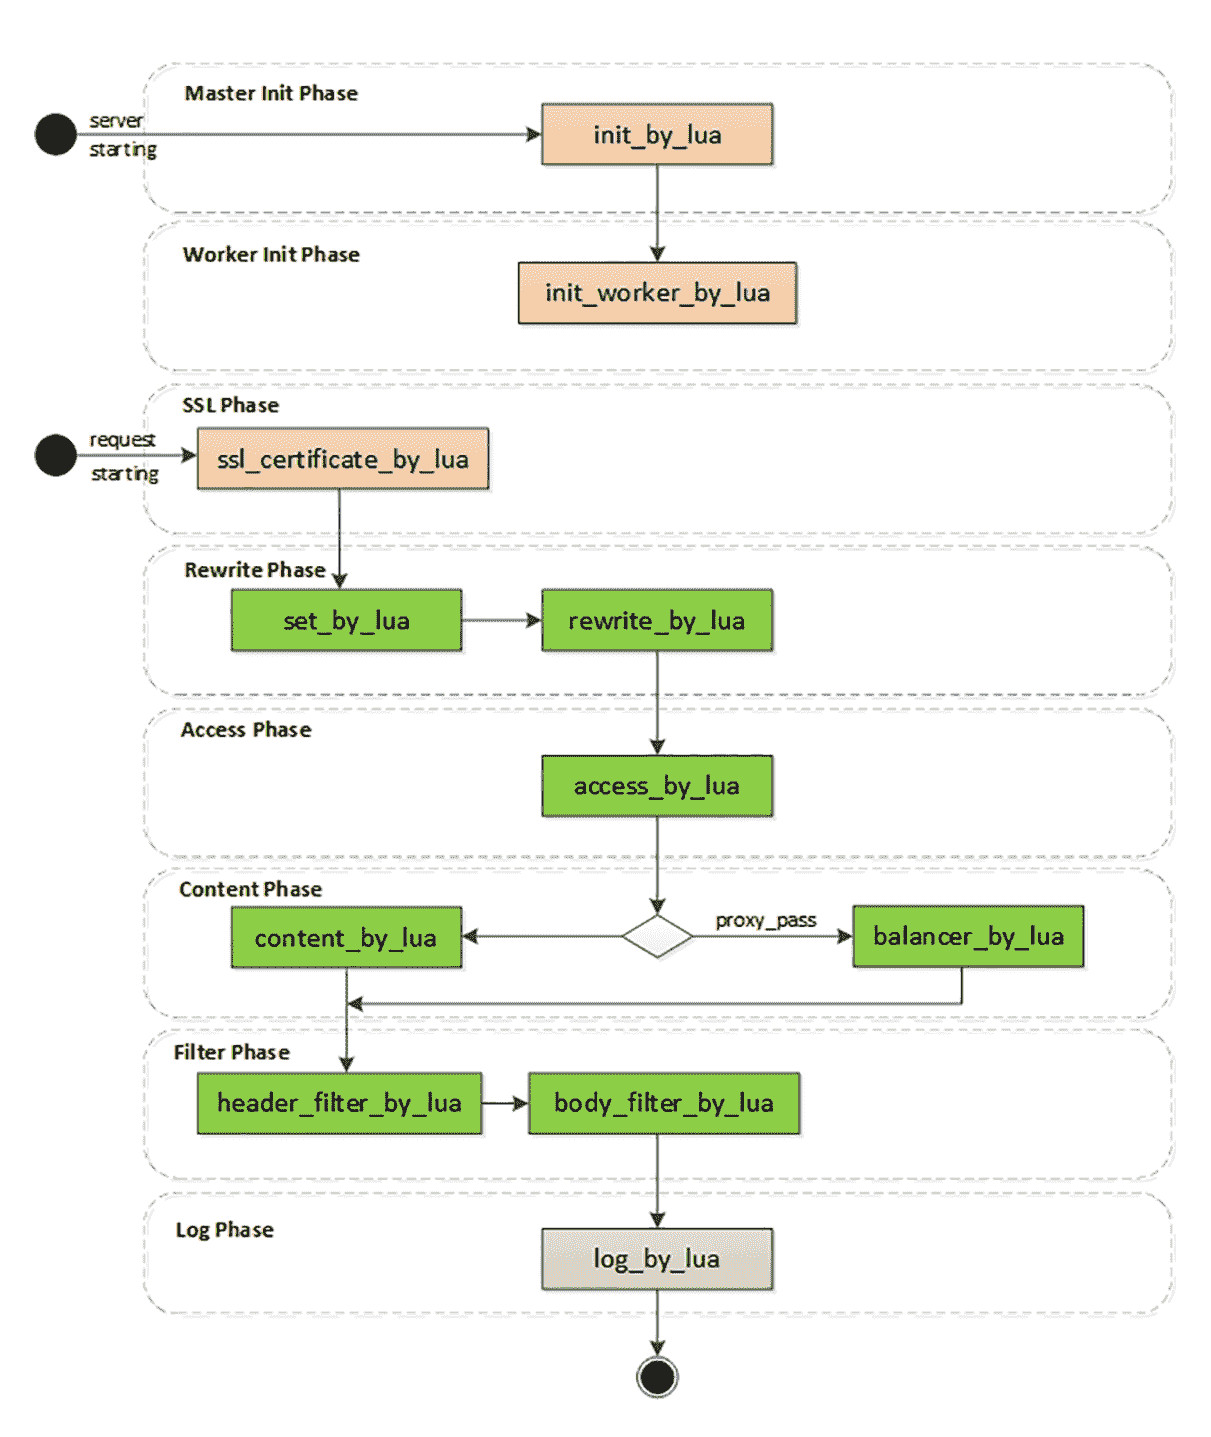 Master Init Phase
server
starting
init_by_lua
Worker Init Phase
init_worker_by_lua
SSL Phase
request
starting
ssl_certificate_by_lua
Rewrite Phase
set_by_lua
rewrite_by_lua
Access Phase
access_by_lua
Content Phase
content_by_lua
proxy_pass
balancer_by_lua
Filter Phase
header_filter_by_lua
body_filter_by_lua
Log Phase
log_by_lua